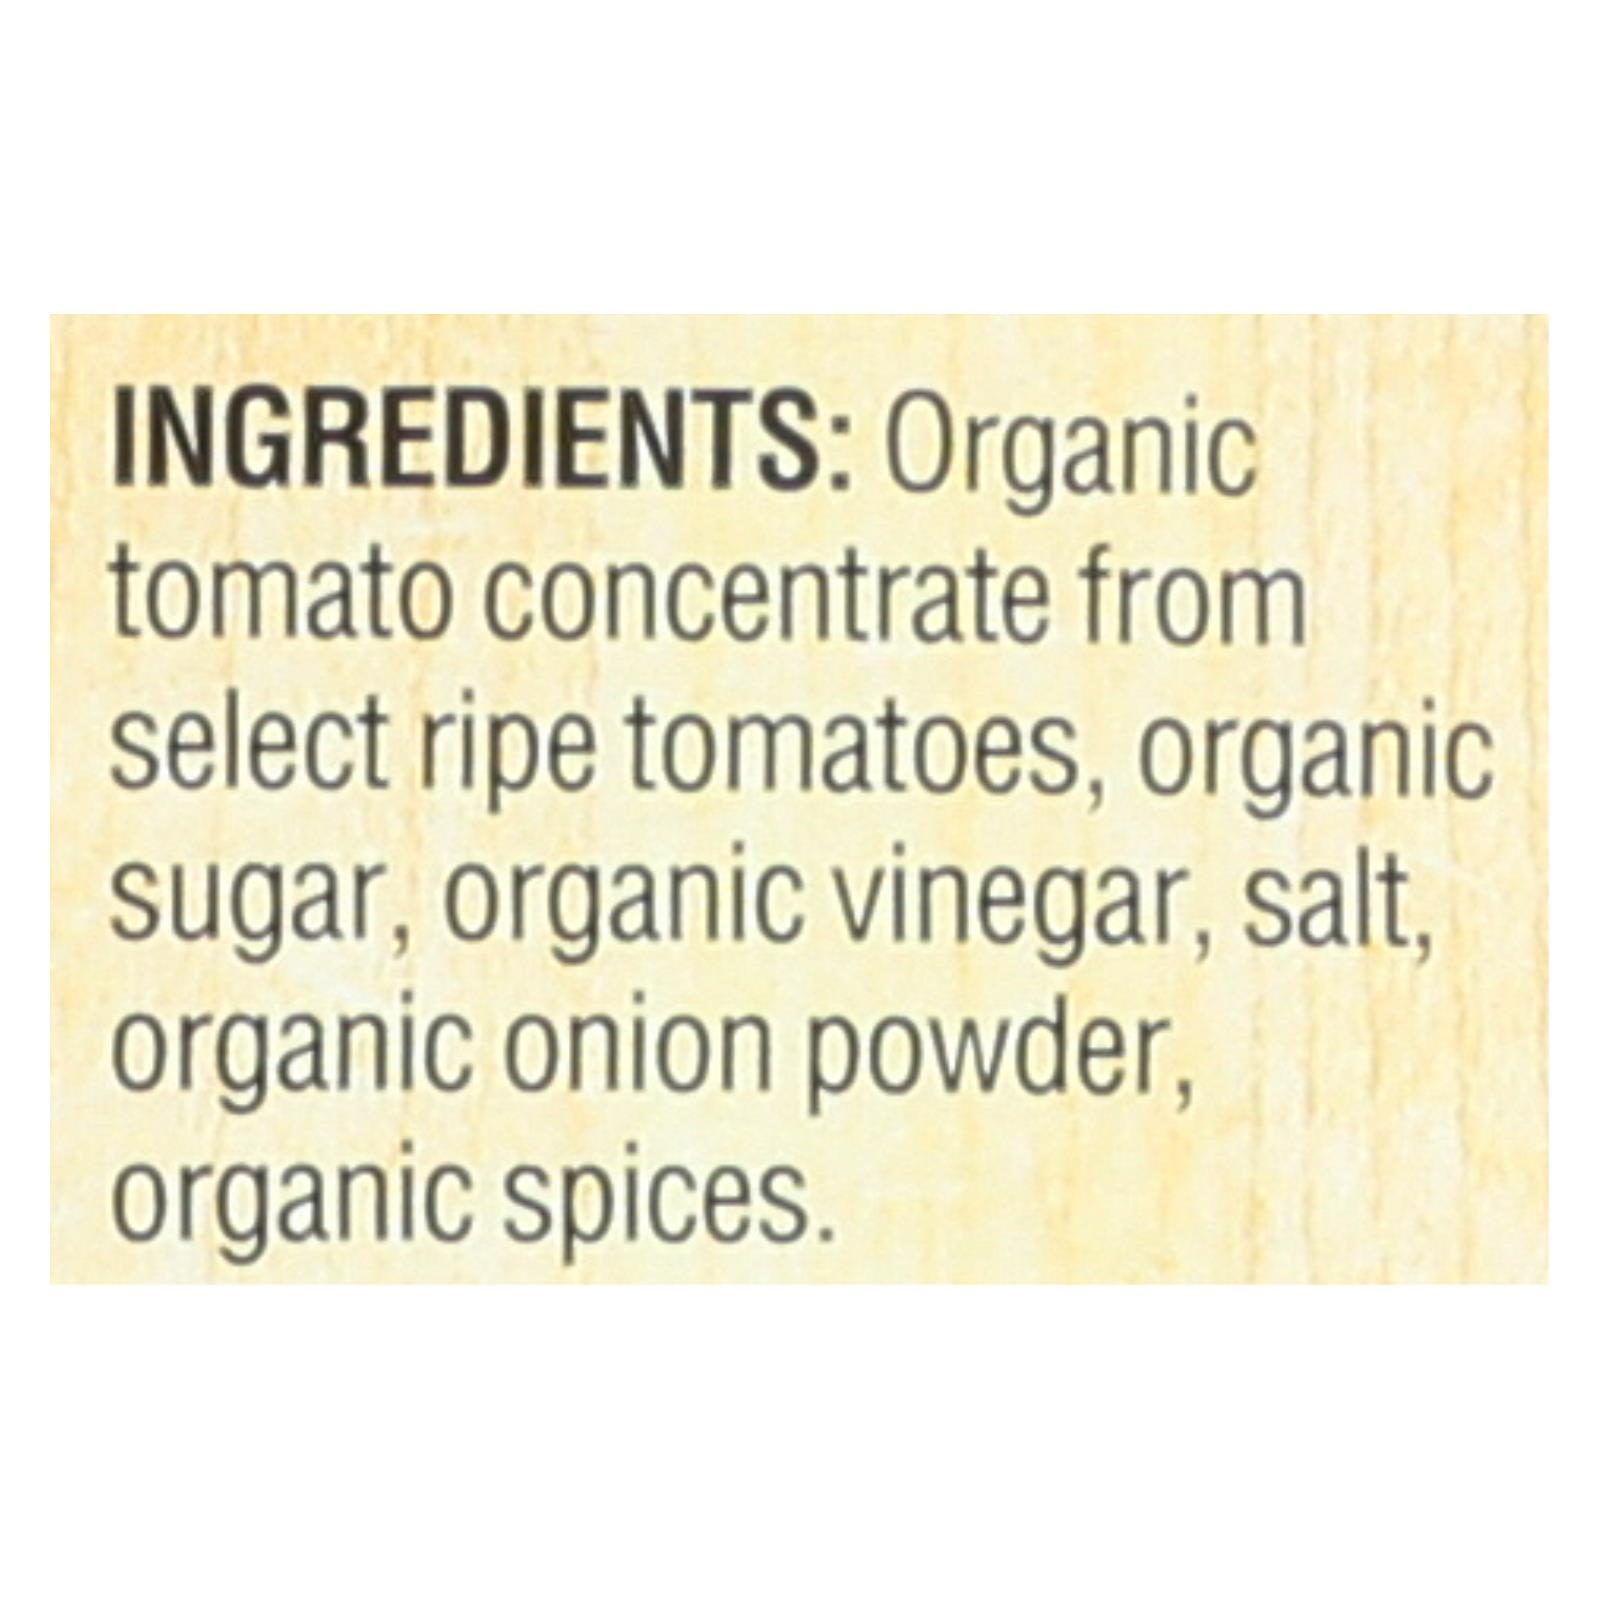 INGREDIENTS: Organic
tomato concentrate from
select ripe tomatoes, organic
sugar, organic vinegar, salt,
organic onion powder,
organic spices.